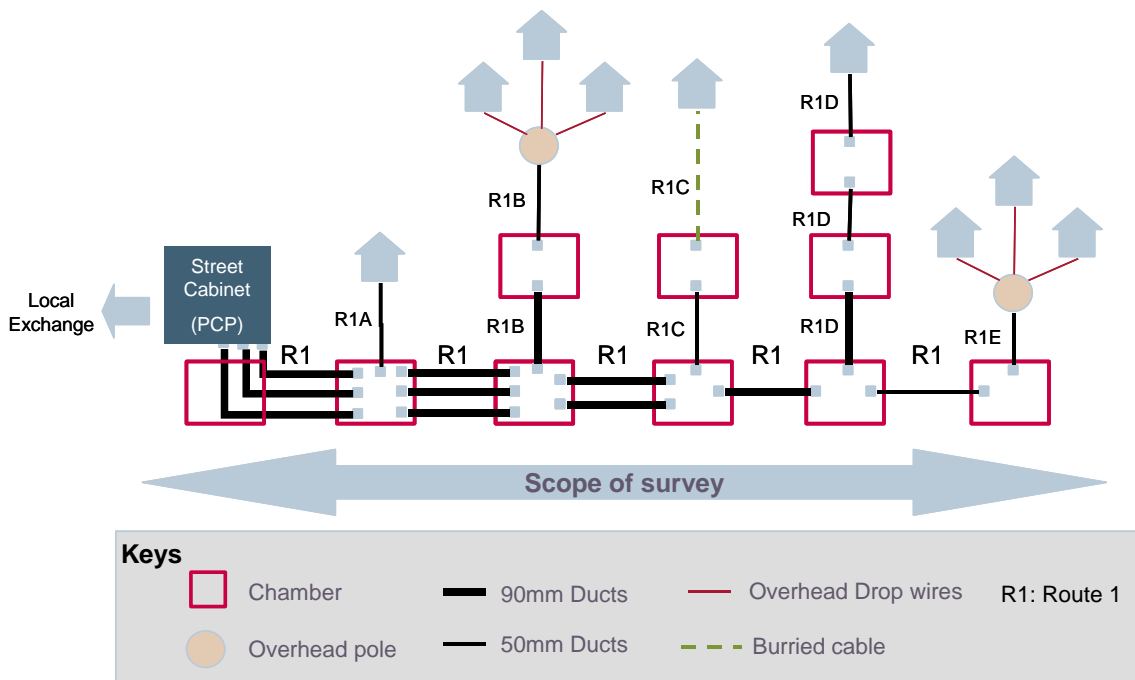 R1D
R1B
R1C
R1D
Street
Cabinet
(PCP)
Local
Exchange
R1A
R1B
R1C
R1D
R1E
R1
R1
R1
R1
R1
Scope of survey
Keys
Chamber
90mm Ducts
Overhead Drop wires
R1: Route 1
Overhead pole
50mm Ducts
Burried cable